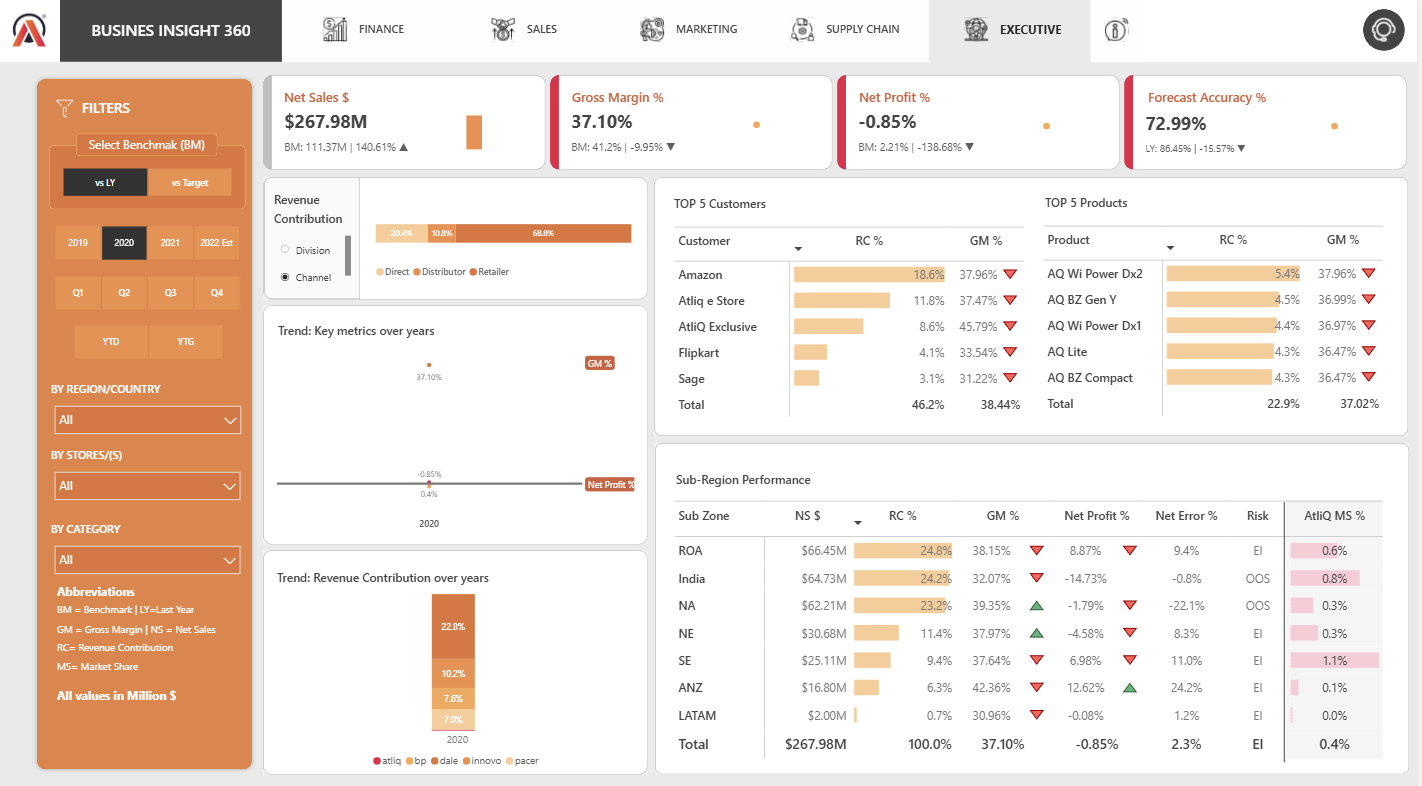 BUSINES INSIGHT 360
FINANCE
SALES
MARKETING
SUPPLY CHAIN
EXECUTIVE
FILTERS
Select Benchmak (BM)
vs LY
vs Target
2019
2020
2021
2022 Est
Q1
Q2
Q3
Q4
YTD
YTG
BY REGION/COUNTRY
All
BY STORES/(S)
All
BY CATEGORY
All
Abbreviations
BM = Benchmark | LY=Last Year
GM = Gross Margin | NS = Net Sales
RC= Revenue Contribution
MS= Market Share
All values in Million $
Net Sales $
$267.98M
BM: 111.37M | 140.61% ▲
Gross Margin %
37.10%
BM: 41.2% | -9.95% ▼
Net Profit %
-0.85%
BM: 2.21% | -138.68% ▼
Forecast Accuracy %
72.99%
LY: 86.45% | -15.57% ▼
Revenue
Contribution
Division
Channel
20.4% 10.8% 68.8%
Direct Distributor Retailer
Trend: Key metrics over years
GM %
37.10%
-0.85%
Net Profit %
0.4%
2020
Trend: Revenue Contribution over years
22.8%
10.2%
7.6%
7.0%
2020
atliq bp dale innovo pacer
TOP 5 Customers
Customer RC % GM %
Amazon 18.6% 37.96%
Atliq e Store 11.8% 37.47%
AtliQ Exclusive 8.6% 45.79%
Flipkart 4.1% 33.54%
Sage 3.1% 31.22%
Total 46.2% 38.44%
TOP 5 Products
Product RC % GM %
AQ Wi Power Dx2 5.4% 37.96%
AQ BZ Gen Y 4.5% 36.99%
AQ Wi Power Dx1 4.4% 36.97%
AQ Lite 4.3% 36.47%
AQ BZ Compact 4.3% 36.47%
Total 22.9% 37.02%
Sub-Region Performance
Sub Zone NS $ RC % GM % Net Profit % Net Error % Risk AtliQ MS %
ROA $66.45M 24.8% 38.15% 8.87% 9.4% EI 0.6%
India $64.73M 24.2% 32.07% -14.73% -0.8% OOS 0.8%
NA $62.21M 23.2% 39.35% -1.79% -22.1% OOS 0.3%
NE $30.68M 11.4% 37.97% -4.58% 8.3% EI 0.3%
SE $25.11M 9.4% 37.64% 6.98% 11.0% EI 1.1%
ANZ $16.80M 6.3% 42.36% 12.62% 24.2% EI 0.1%
LATAM $2.00M 0.7% 30.96% -0.08% 1.2% EI 0.0%
Total $267.98M 100.0% 37.10% -0.85% 2.3% EI 0.4%